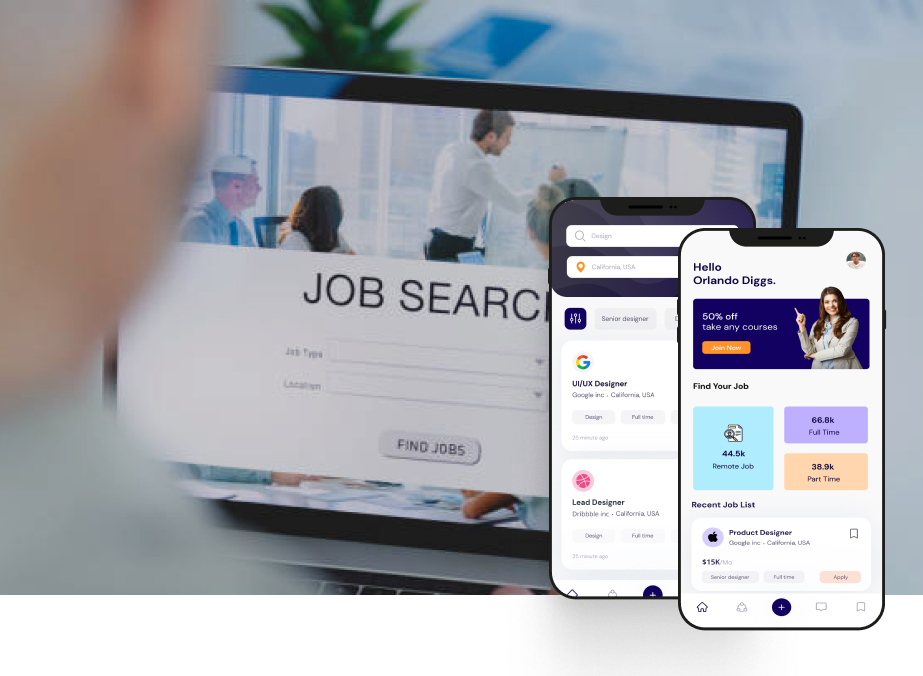 JOB SEARCH
Job Type
Location
FIND JOBS
Design
California, USA
Senior designer
UI/UX Designer
Google inc • California, USA
Design
Full time
25 minute ago
Lead Designer
Dribbble inc • California, USA
Design
Full time
25 minute ago
Hello
Orlando Diggs.
50% off
take any courses
Join Now
Find Your Job
44.5k
Remote Job
66.8k
Full Time
38.9k
Part Time
Recent Job List
Product Designer
Google inc • California, USA
$15K/Mo
Senior designer
Full time
Apply